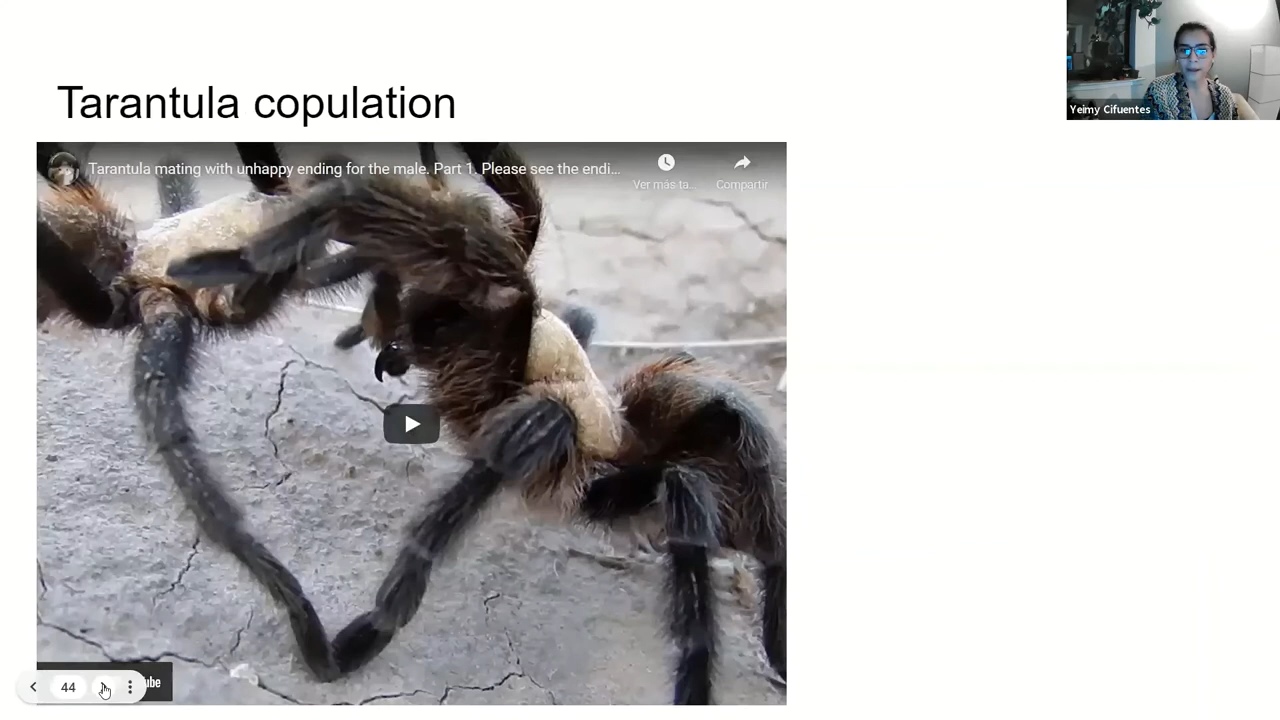 Yeimy Cifuentes
Tarantula copulation
Tarantula mating with unhappy ending for the male. Part 1. Please see the endi...
Ver más ta...
Compartir
44
ube